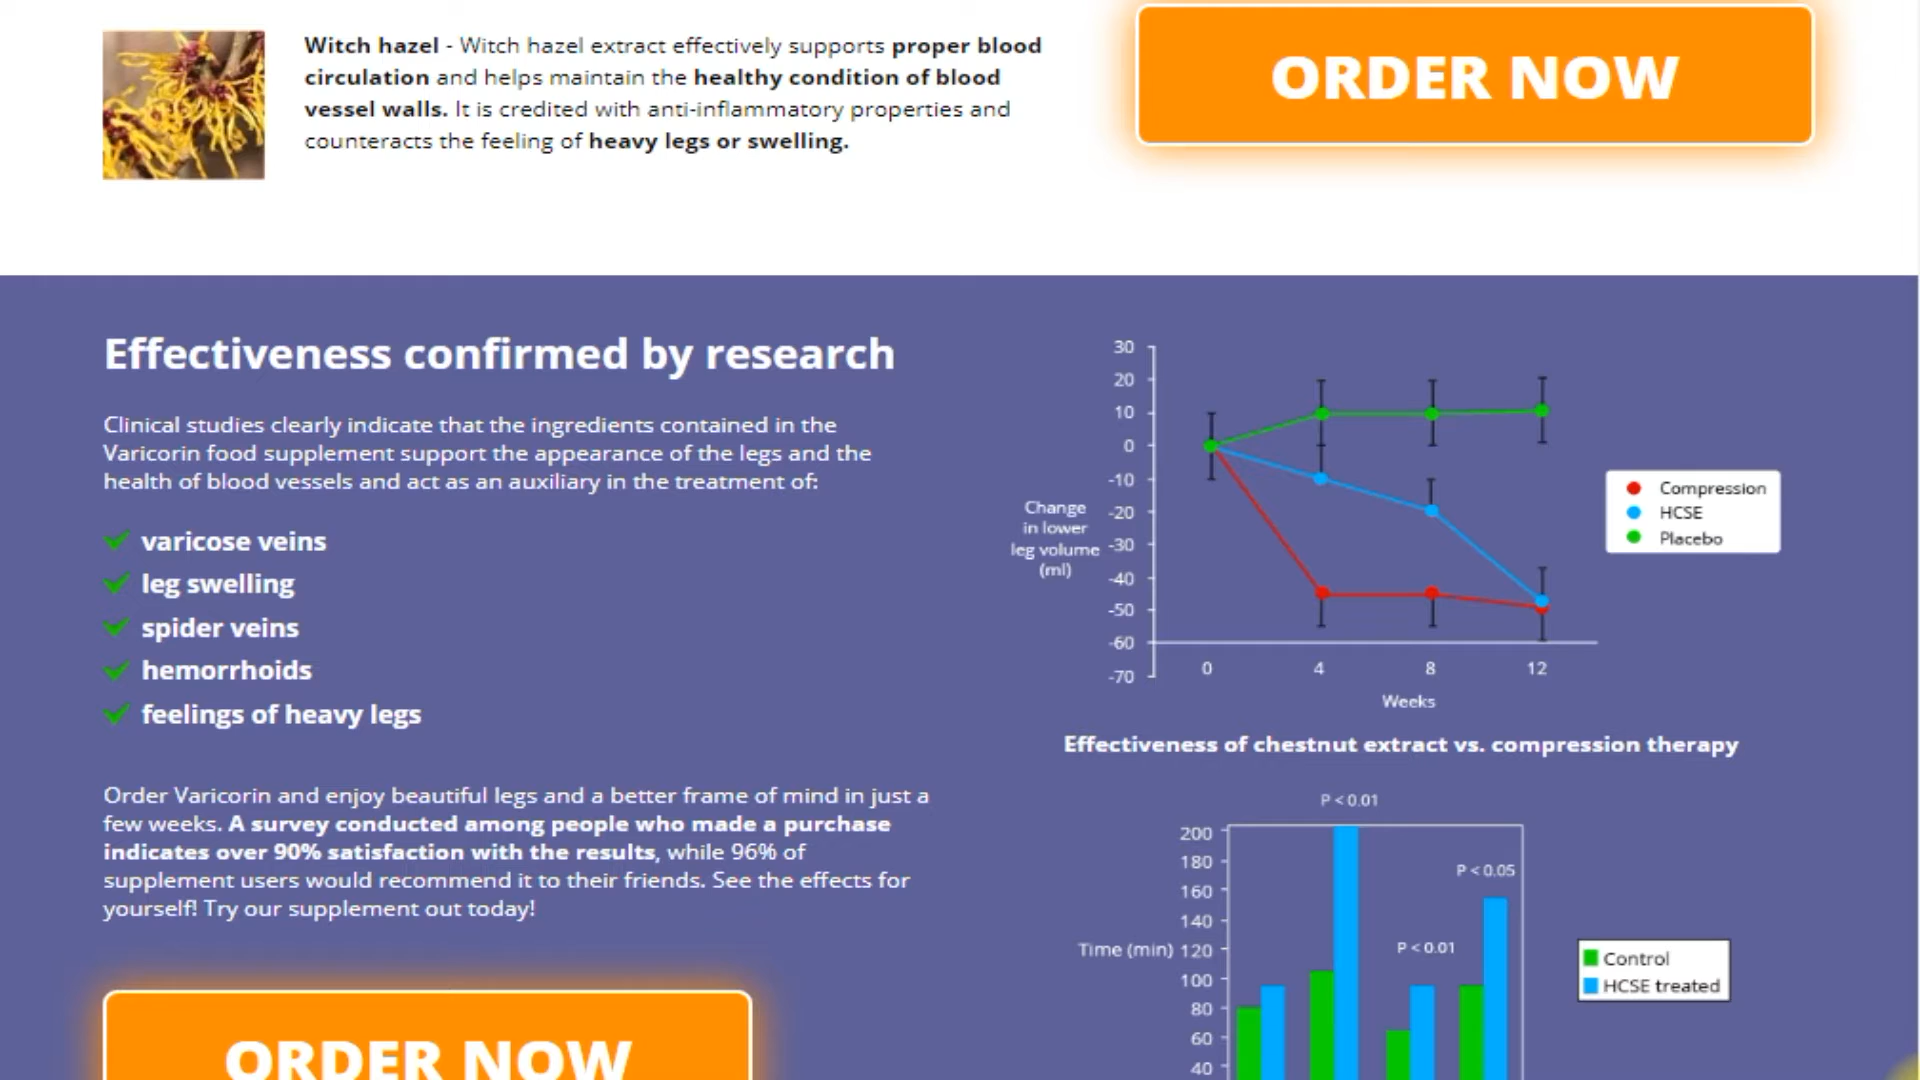 Witch hazel - Witch hazel extract effectively supports proper blood
circulation and helps maintain the healthy condition of blood
vessel walls. It is credited with anti-inflammatory properties and
counteracts the feeling of heavy legs or swelling.
ORDER NOW
Effectiveness confirmed by research
Clinical studies clearly indicate that the ingredients contained in the
Varicorin food supplement support the appearance of the legs and the
health of blood vessels and act as an auxiliary in the treatment of:
varicose veins
leg swelling
spider veins
hemorrhoids
feelings of heavy legs
Order Varicorin and enjoy beautiful legs and a better frame of mind in just a
few weeks. A survey conducted among people who made a purchase
indicates over 90% satisfaction with the results, while 96% of
supplement users would recommend it to their friends. See the effects for
yourself! Try our supplement out today!
ORDER NOW
30
20
10
0
-10
-20
-30
-40
-50
-60
-70
Change
in lower
leg volume
(ml)
0 4 8 12
Weeks
Compression
HCSE
Placebo
Effectiveness of chestnut extract vs. compression therapy
P < 0.01
P < 0.05
P < 0.01
200
180
160
140
Time (min) 120
100
80
60
40
Control
HCSE treated